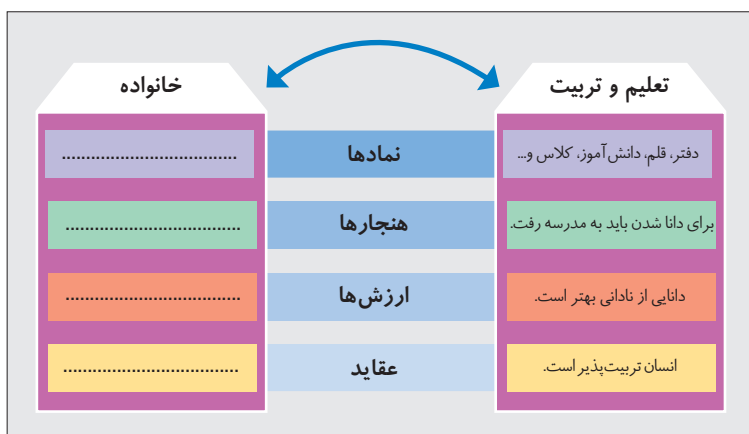 تعلیم و تربیت
خانواده
دفتر، قلم، دانش‌آموز، کلاس و...
نمادها
....................................
برای دانا شدن باید به مدرسه رفت.
هنجارها
....................................
دانایی از نادانی بهتر است.
ارزش‌ها
....................................
انسان تربیت‌پذیر است.
عقاید
....................................